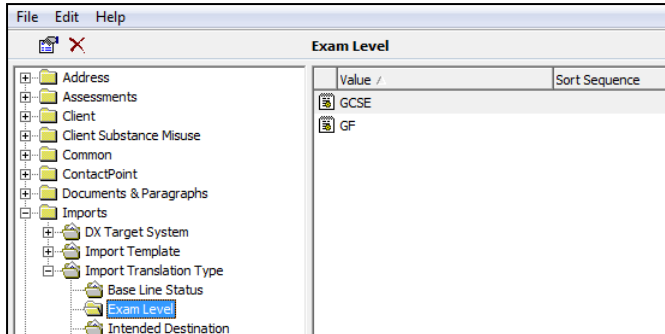 File Edit Help
Exam Level
Address
Assessments
Client
Client Substance Misuse
Common
ContactPoint
Documents & Paragraphs
Imports
DX Target System
Import Template
Import Translation Type
Base Line Status
Exam Level
Intended Destination
Value Sort Sequence
GCSE
GF